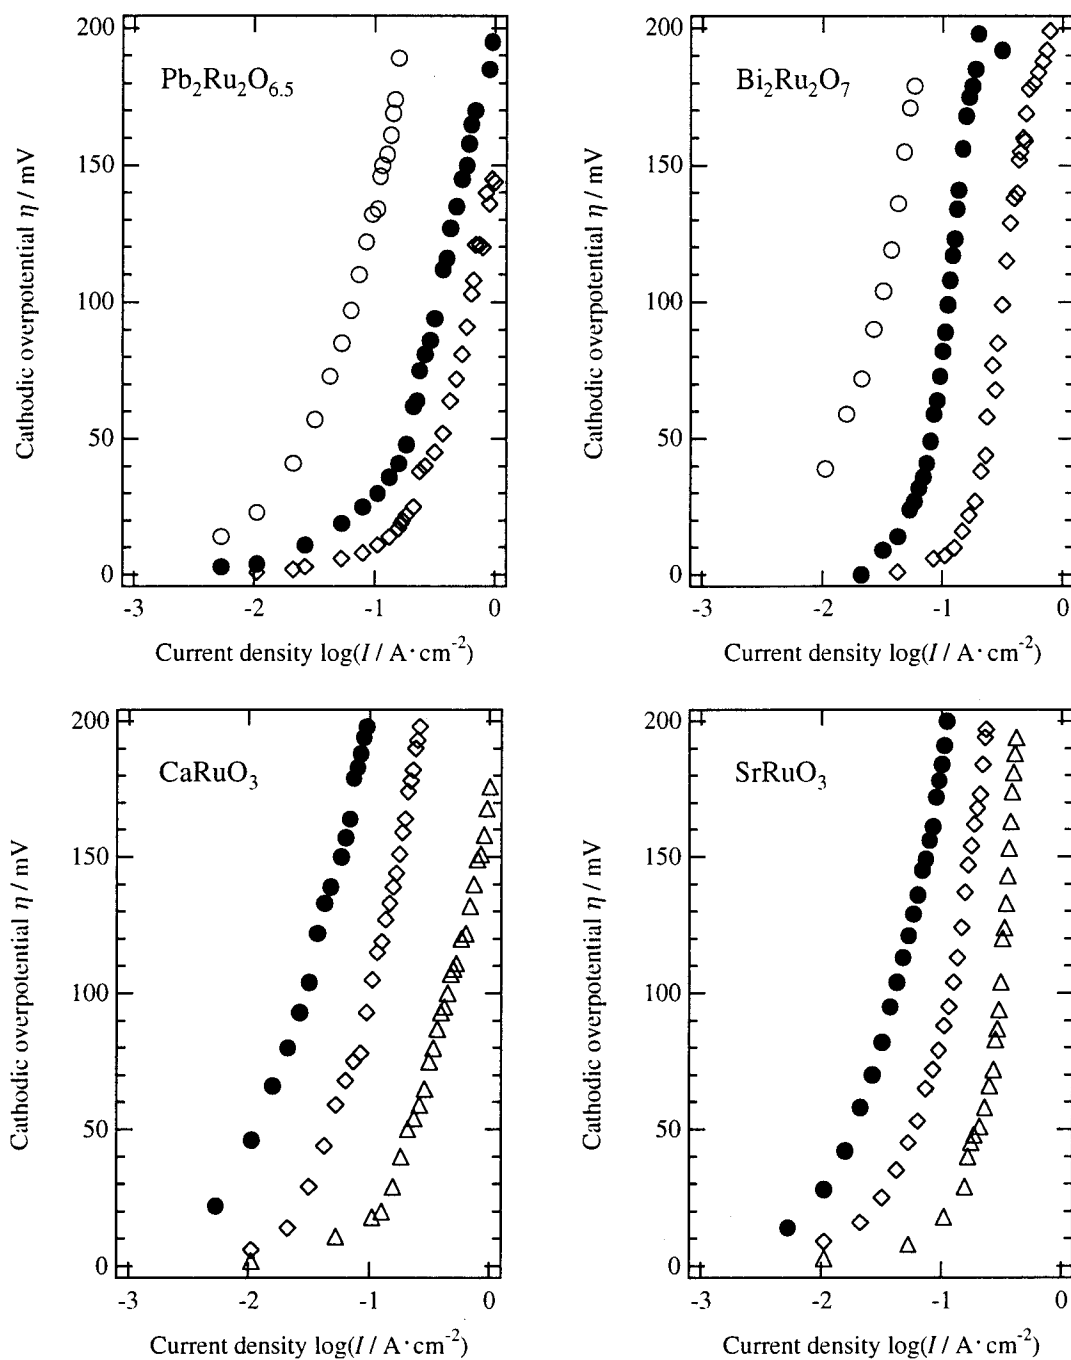 200
150
100
50
0
Cathodic overpotential η / mV
Pb₂Ru₂O₆.₅
-3 -2 -1 0
Current density log(I / A·cm⁻²)
200
150
100
50
0
Cathodic overpotential η / mV
Bi₂Ru₂O₇
-3 -2 -1 0
Current density log(I / A·cm⁻²)
200
150
100
50
0
Cathodic overpotential η / mV
CaRuO₃
-3 -2 -1 0
Current density log(I / A·cm⁻²)
200
150
100
50
0
Cathodic overpotential η / mV
SrRuO₃
-3 -2 -1 0
Current density log(I / A·cm⁻²)